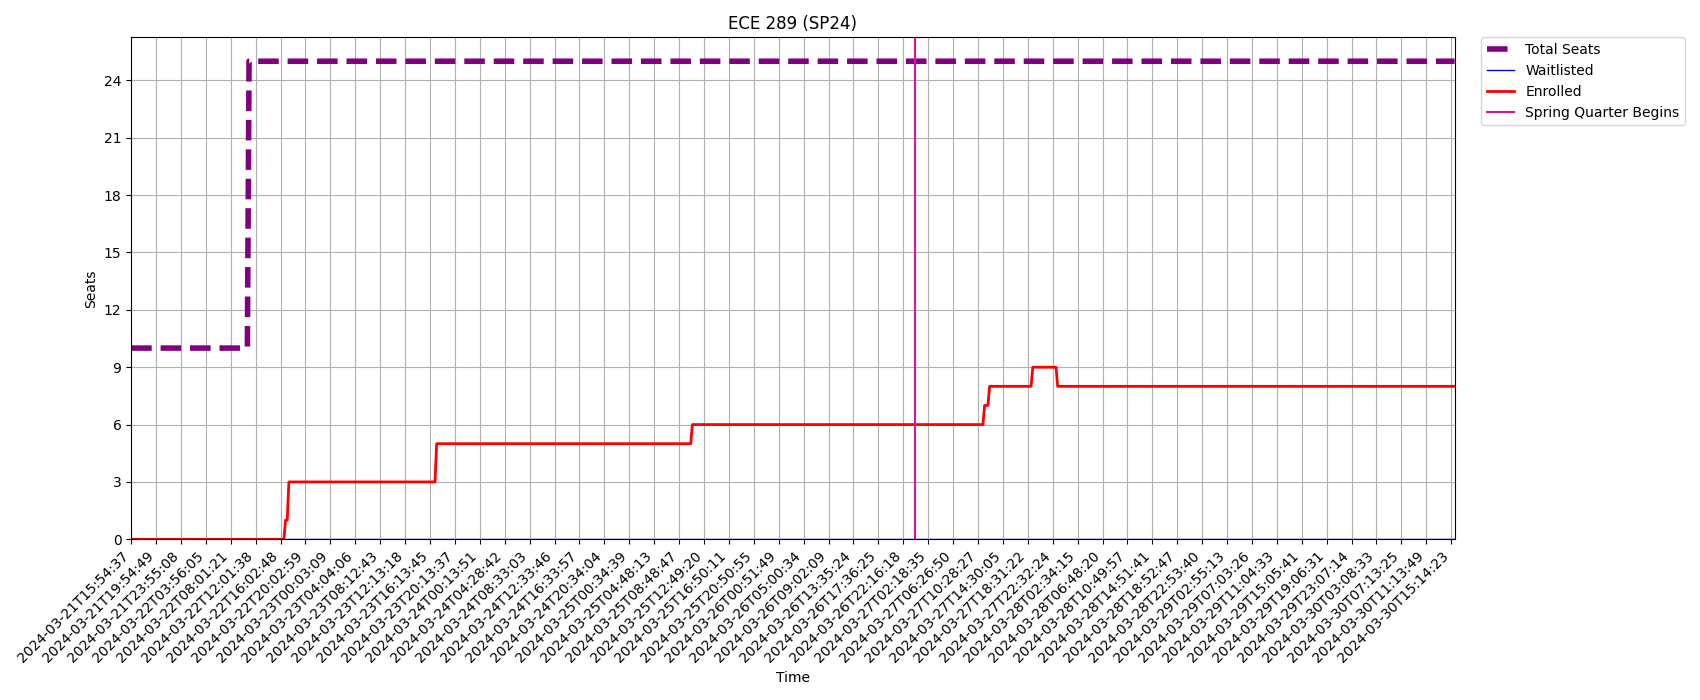 ECE 289 (SP24)
Total Seats
Waitlisted
Enrolled
Spring Quarter Begins
24
21
18
15
12
9
6
3
0
Seats
2024-03-21T15:54:37
2024-03-21T19:54:49
2024-03-21T23:55:08
2024-03-22T03:56:05
2024-03-22T08:01:21
2024-03-22T12:01:38
2024-03-22T16:02:48
2024-03-22T20:02:59
2024-03-23T00:03:09
2024-03-23T04:04:06
2024-03-23T08:12:43
2024-03-23T12:13:18
2024-03-23T16:13:45
2024-03-23T20:13:37
2024-03-24T00:13:51
2024-03-24T04:28:42
2024-03-24T08:33:03
2024-03-24T12:33:46
2024-03-24T16:33:57
2024-03-24T20:34:04
2024-03-25T00:34:39
2024-03-25T04:48:13
2024-03-25T08:48:47
2024-03-25T12:49:20
2024-03-25T16:50:11
2024-03-25T20:50:55
2024-03-26T00:51:49
2024-03-26T05:00:34
2024-03-26T09:02:09
2024-03-26T13:35:24
2024-03-26T17:36:25
2024-03-26T22:16:18
2024-03-27T02:18:35
2024-03-27T06:26:50
2024-03-27T10:28:27
2024-03-27T14:30:05
2024-03-27T18:31:22
2024-03-27T22:32:24
2024-03-28T02:34:15
2024-03-28T06:48:20
2024-03-28T10:49:57
2024-03-28T14:51:41
2024-03-28T18:52:47
2024-03-28T22:53:40
2024-03-29T02:55:13
2024-03-29T07:03:26
2024-03-29T11:04:33
2024-03-29T15:05:41
2024-03-29T19:06:31
2024-03-29T23:07:14
2024-03-30T03:08:33
2024-03-30T07:13:25
2024-03-30T11:13:49
2024-03-30T15:14:23
Time